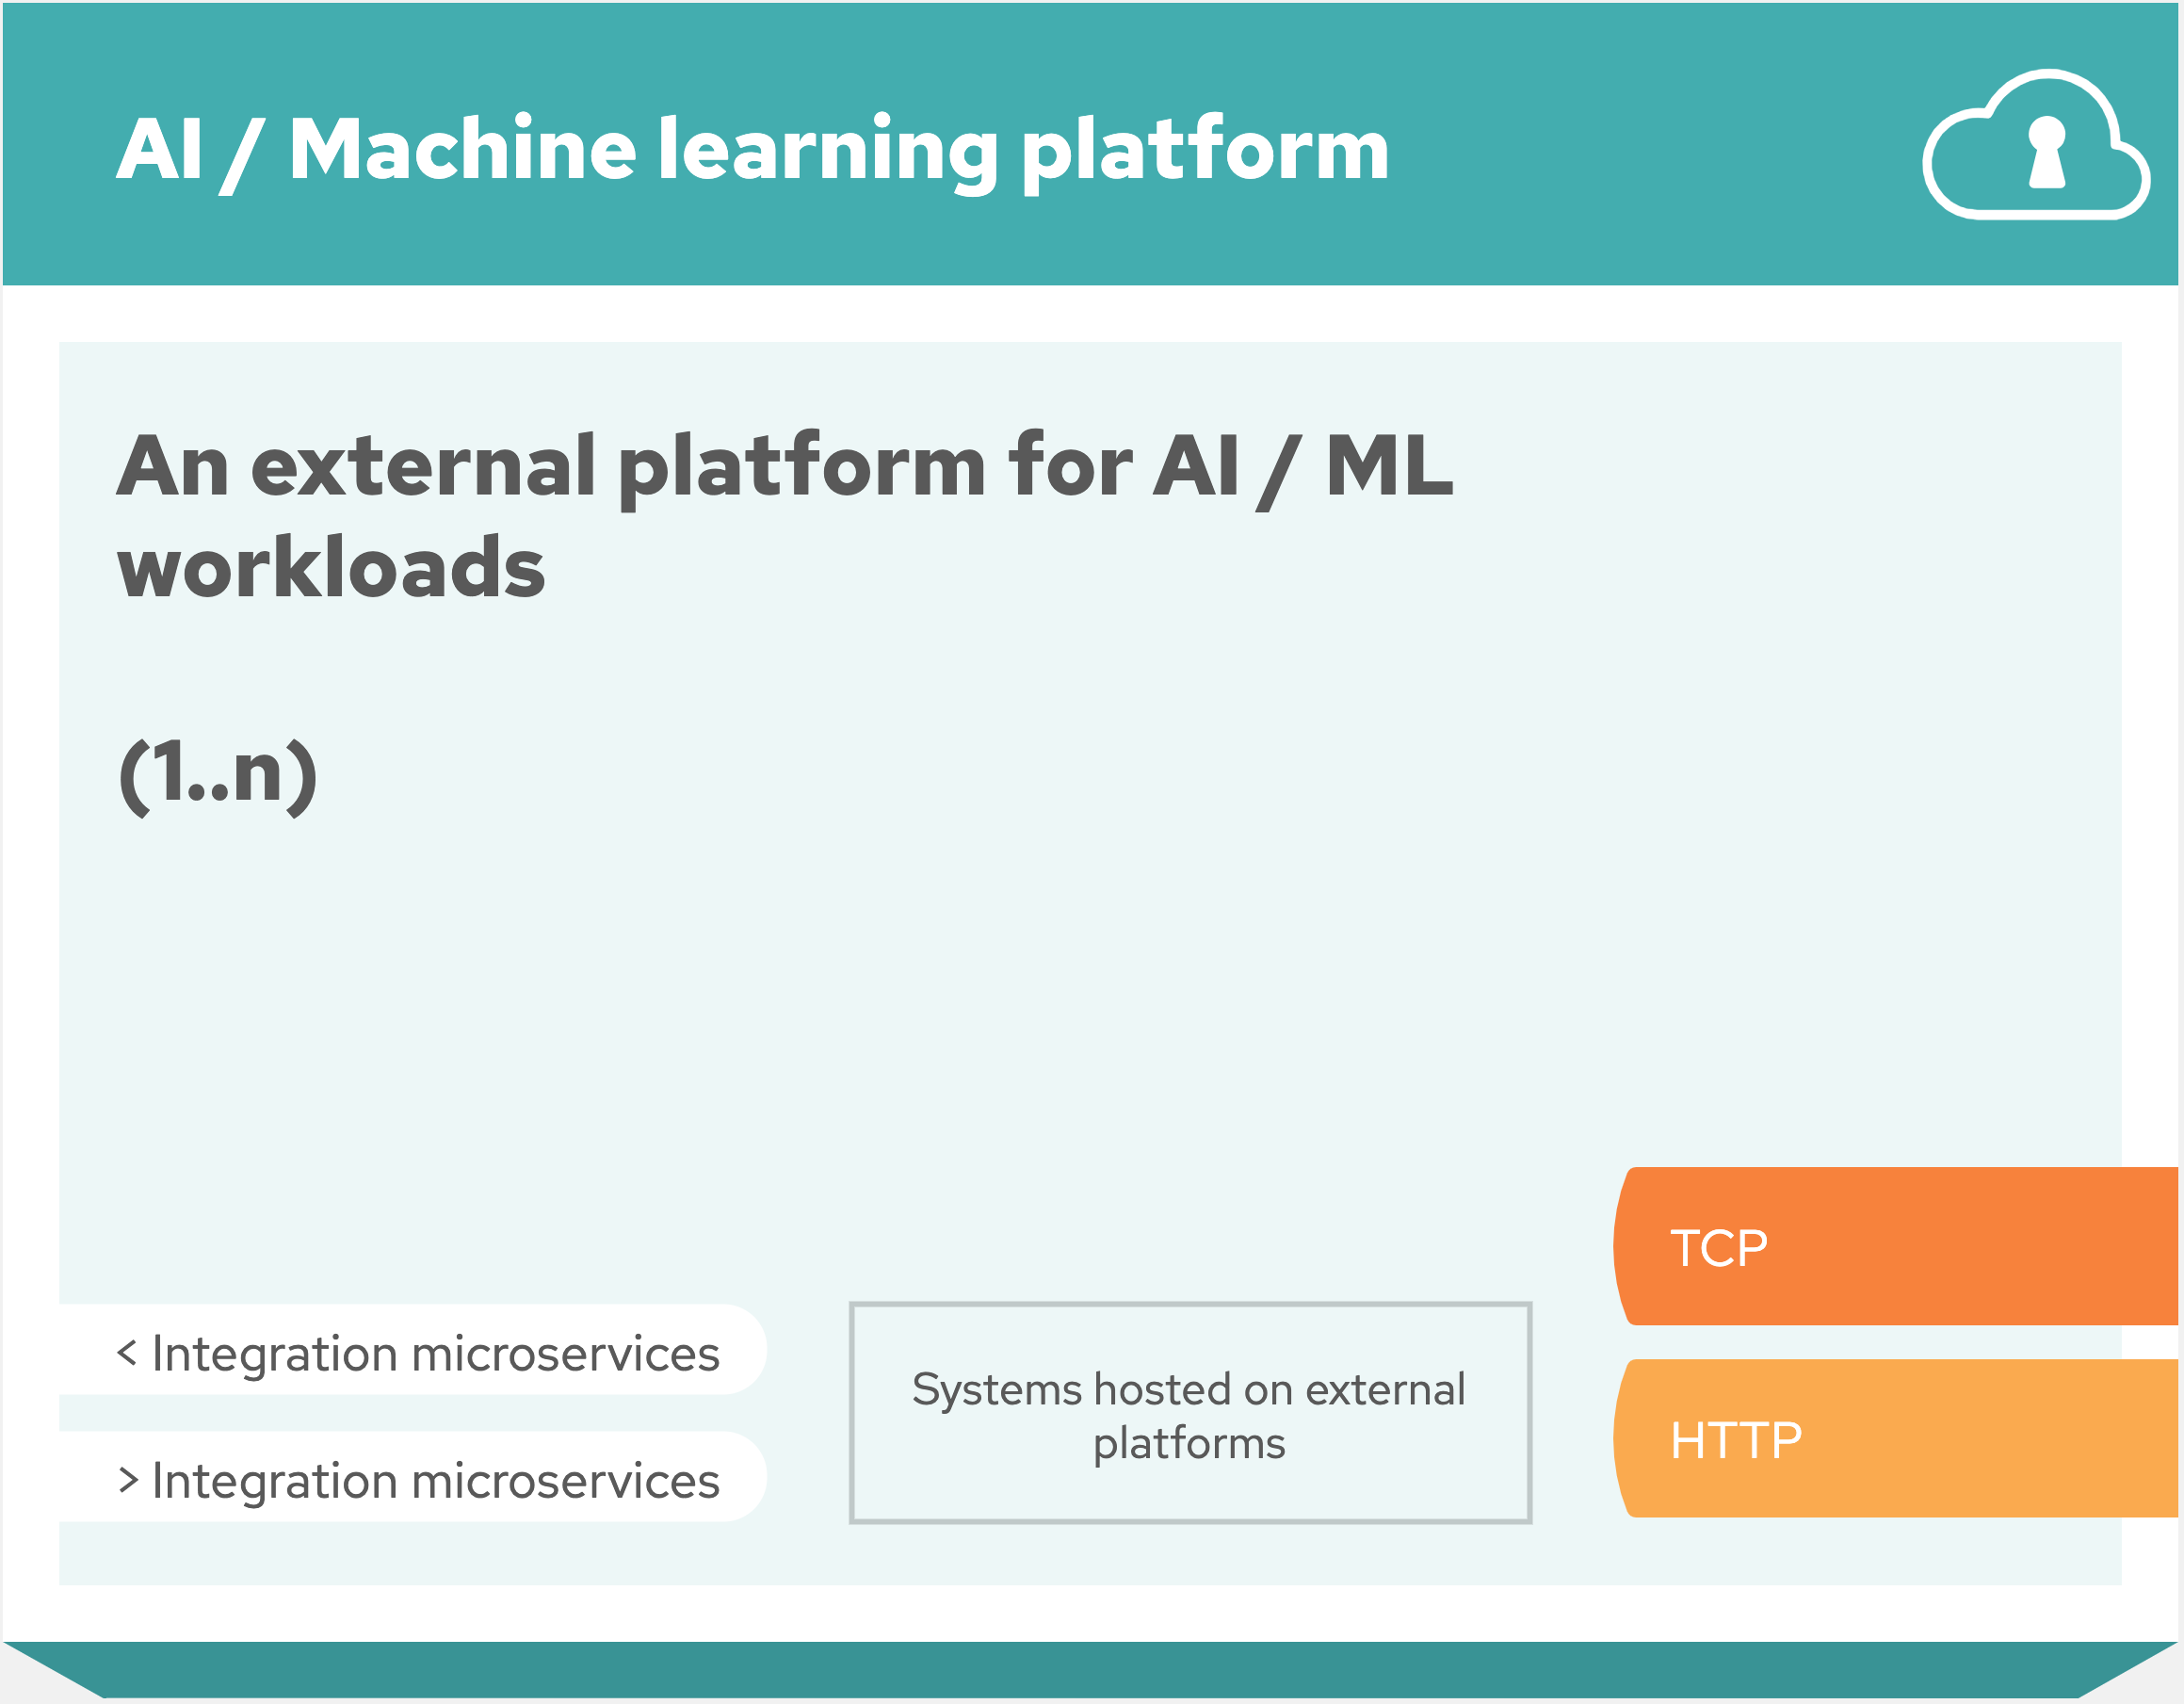 AI / Machine learning platform
An external platform for AI / ML
workloads
(1..n)
TCP
< Integration microservices
> Integration microservices
Systems hosted on external
platforms
HTTP